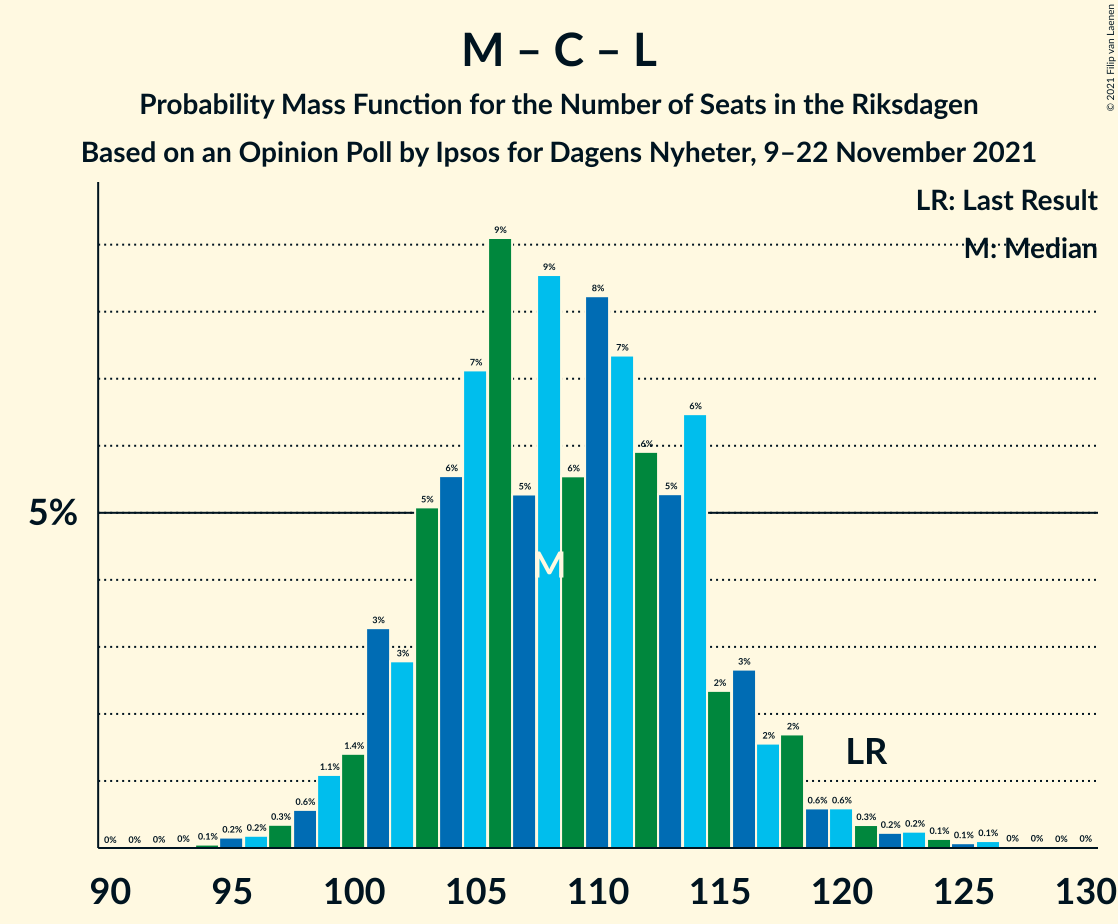 M – C – L
Probability Mass Function for the Number of Seats in the Riksdagen
Based on an Opinion Poll by Ipsos for Dagens Nyheter, 9–22 November 2021
© 2021 Filip van Laenen
LR: Last Result
M: Median
5%
0% 0% 0% 0% 0.1% 0.2% 0.2% 0.3% 0.6% 1.1% 1.4% 3% 3% 5% 6% 7% 9% 5% 9% 6% 8% 7% 6% 5% 6% 2% 3% 2% 2% 0.6% 0.6% 0.3% 0.2% 0.2% 0.1% 0.1% 0.1% 0% 0% 0% 0%
M
LR
90 95 100 105 110 115 120 125 130